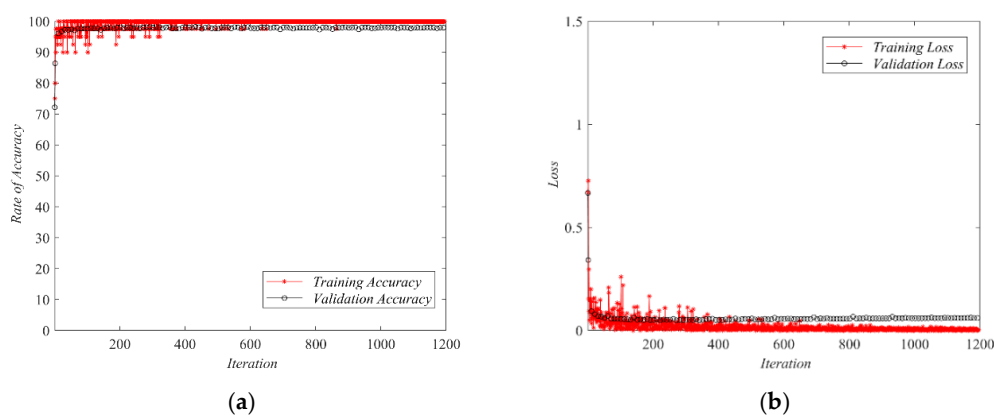 100
90
80
70
60
50
40
30
20
10
0
Rate of Accuracy
Training Accuracy
Validation Accuracy
200 400 600 800 1000 1200
Iteration
(a)
1.5
1
0.5
0
Loss
Training Loss
Validation Loss
200 400 600 800 1000 1200
Iteration
(b)